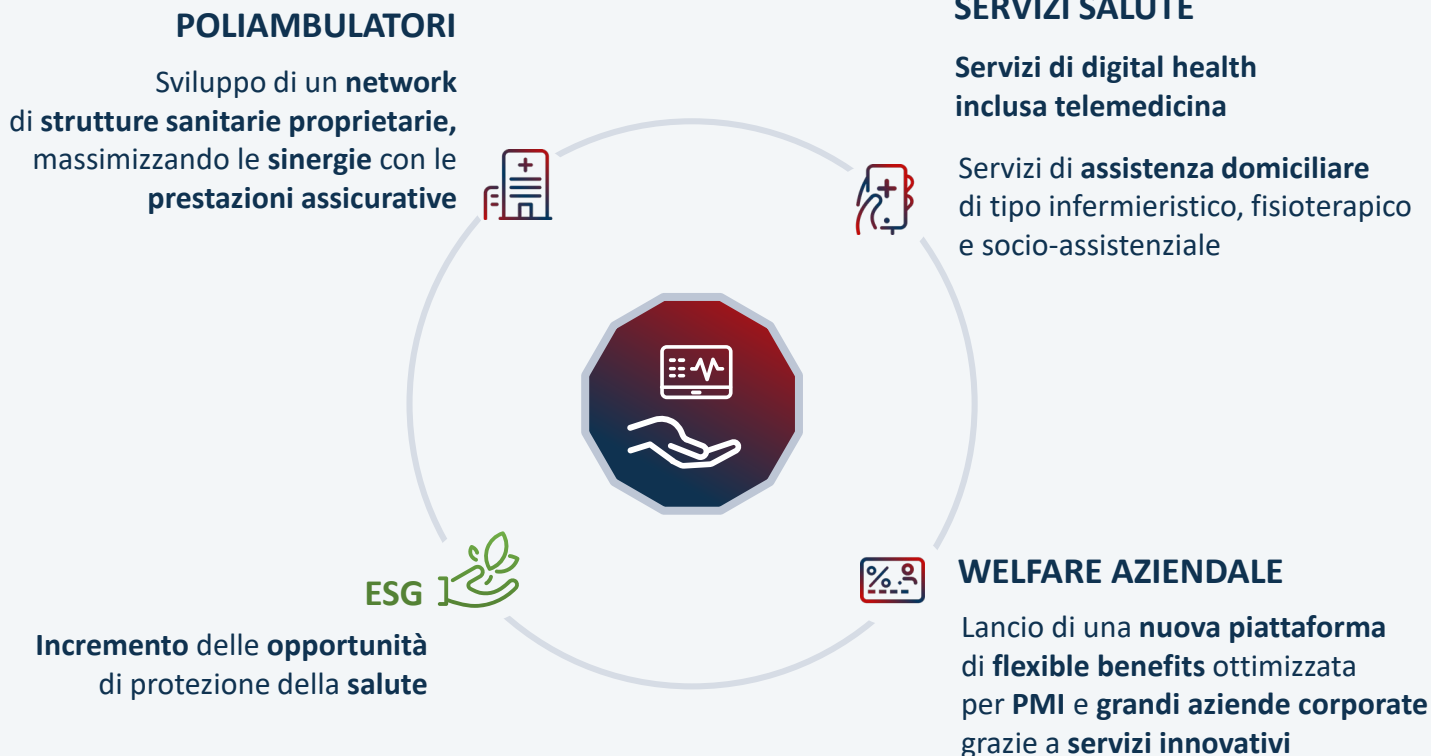 POLIAMBULATORI
Sviluppo di un network
di strutture sanitarie proprietarie,
massimizzando le sinergie con le
prestazioni assicurative
SERVIZI SALUTE
Servizi di digital health
inclusa telemedicina
Servizi di assistenza domiciliare
di tipo infermieristico, fisioterapico
e socio-assistenziale
ESG
Incremento delle opportunità
di protezione della salute
WELFARE AZIENDALE
Lancio di una nuova piattaforma
di flexible benefits ottimizzata
per PMI e grandi aziende corporate
grazie a servizi innovativi